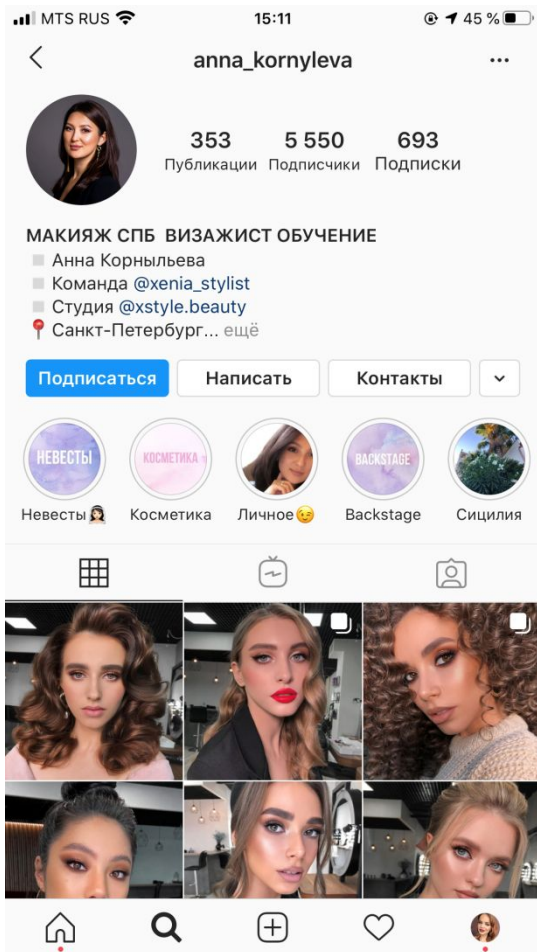 MTS RUS 15:11 45 %
anna_kornyleva
353 5 550 693
Публикации Подписчики Подписки
МАКИЯЖ СПБ ВИЗАЖИСТ ОБУЧЕНИЕ
Анна Корныльева
Команда @xenia_stylist
Студия @xstyle.beauty
Санкт-Петербург... ещё
Подписаться Написать Контакты
НЕВЕСТЫ КОСМЕТИКА BACKSTAGE
Невесты Косметика Личное Backstage Сицилия